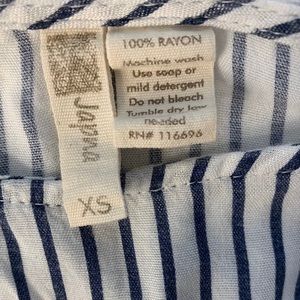 Jayna
XS
100% RAYON
Machine wash
Use soap or
mild detergent
Do not bleach
Tumble dry low
needed
RN# 116696